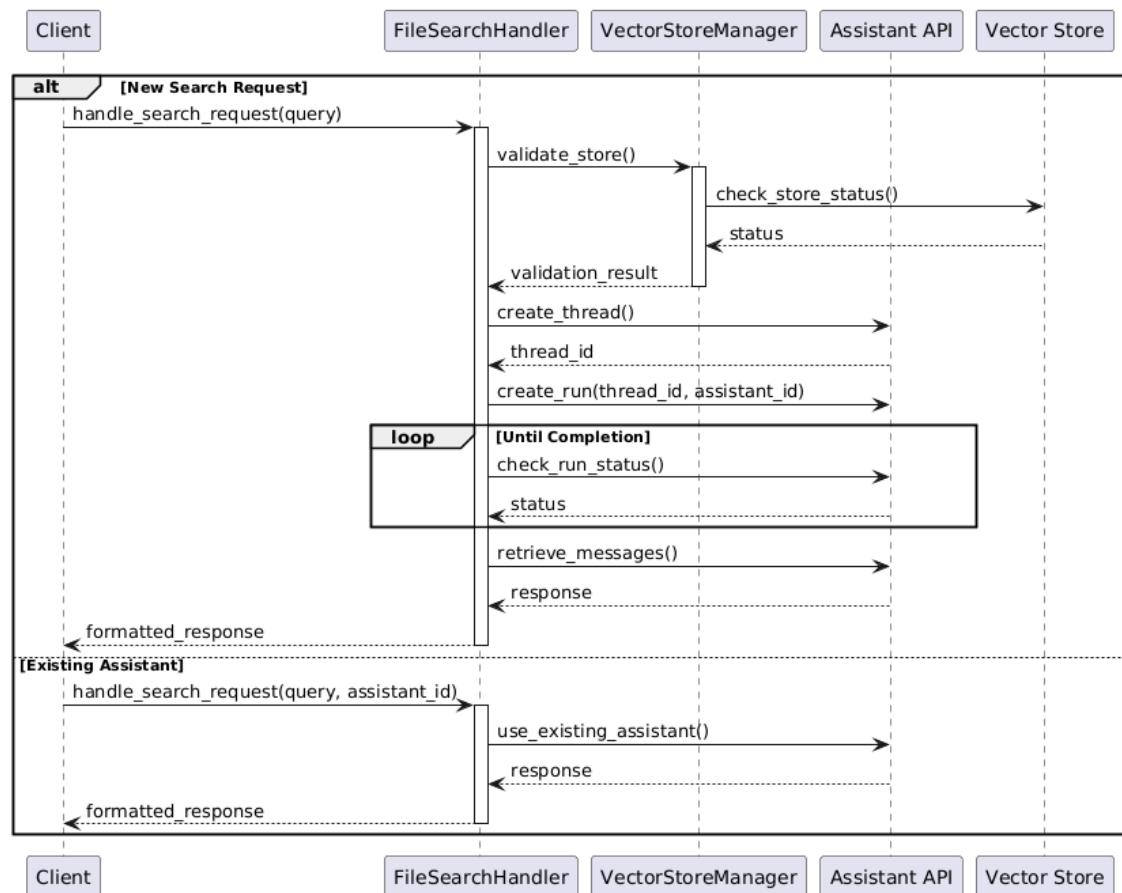 Client FileSearchHandler VectorStoreManager Assistant API Vector Store
alt [New Search Request]
handle_search_request(query)
validate_store()
check_store_status()
status
validation_result
create_thread()
thread_id
create_run(thread_id, assistant_id)
loop [Until Completion]
check_run_status()
status
retrieve_messages()
response
formatted_response
[Existing Assistant]
handle_search_request(query, assistant_id)
use_existing_assistant()
response
formatted_response
Client FileSearchHandler VectorStoreManager Assistant API Vector Store